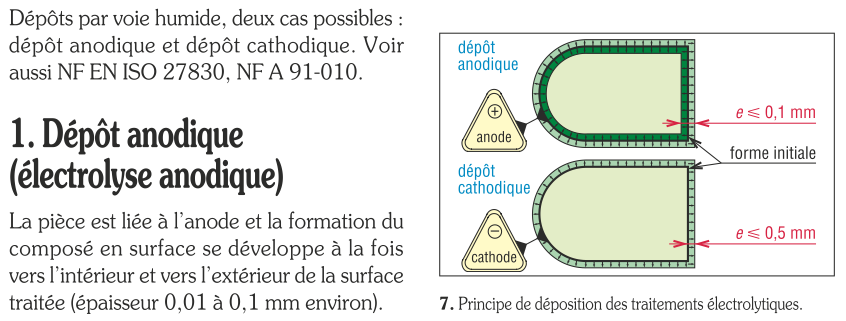 Dépôts par voie humide, deux cas possibles :
dépôt anodique et dépôt cathodique. Voir
aussi NF EN ISO 27830, NF A 91-010.
1. Dépôt anodique
(électrolyse anodique)
La pièce est liée à l'anode et la formation du
composé en surface se développe à la fois
vers l'intérieur et vers l'extérieur de la surface
traitée (épaisseur 0,01 à 0,1 mm environ).
dépôt
anodique
+
anode
e ⩽ 0,1 mm
forme initiale
dépôt
cathodique
−
cathode
e ⩽ 0,5 mm
7. Principe de déposition des traitements électrolytiques.